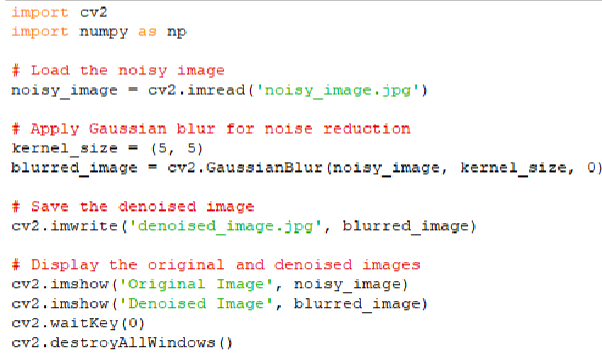 import cv2
import numpy as np
# Load the noisy image
noisy_image = cv2.imread('noisy_image.jpg')
# Apply Gaussian blur for noise reduction
kernel_size = (5, 5)
blurred_image = cv2.GaussianBlur(noisy_image, kernel_size, 0)
# Save the denoised image
cv2.imwrite('denoised_image.jpg', blurred_image)
# Display the original and denoised images
cv2.imshow('Original Image', noisy_image)
cv2.imshow('Denoised Image', blurred_image)
cv2.waitKey(0)
cv2.destroyAllWindows()